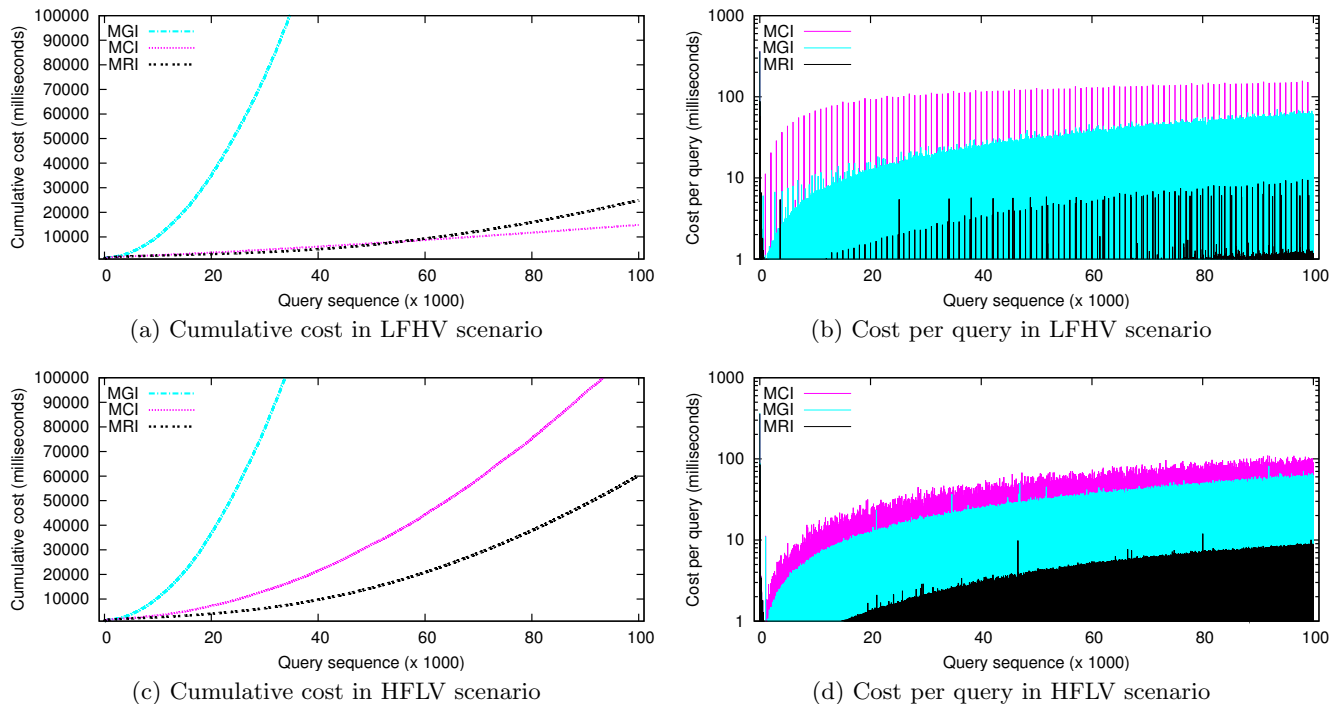 Cumulative cost (milliseconds)
100000
90000
80000
70000
60000
50000
40000
30000
20000
10000
MGI
MCI
MRI
0 20 40 60 80 100
Query sequence (x 1000)
(a) Cumulative cost in LFHV scenario
Cost per query (milliseconds)
1000
100
10
1
MCI
MGI
MRI
0 20 40 60 80 100
Query sequence (x 1000)
(b) Cost per query in LFHV scenario
Cumulative cost (milliseconds)
100000
90000
80000
70000
60000
50000
40000
30000
20000
10000
MGI
MCI
MRI
0 20 40 60 80 100
Query sequence (x 1000)
(c) Cumulative cost in HFLV scenario
Cost per query (milliseconds)
1000
100
10
1
MCI
MGI
MRI
0 20 40 60 80 100
Query sequence (x 1000)
(d) Cost per query in HFLV scenario